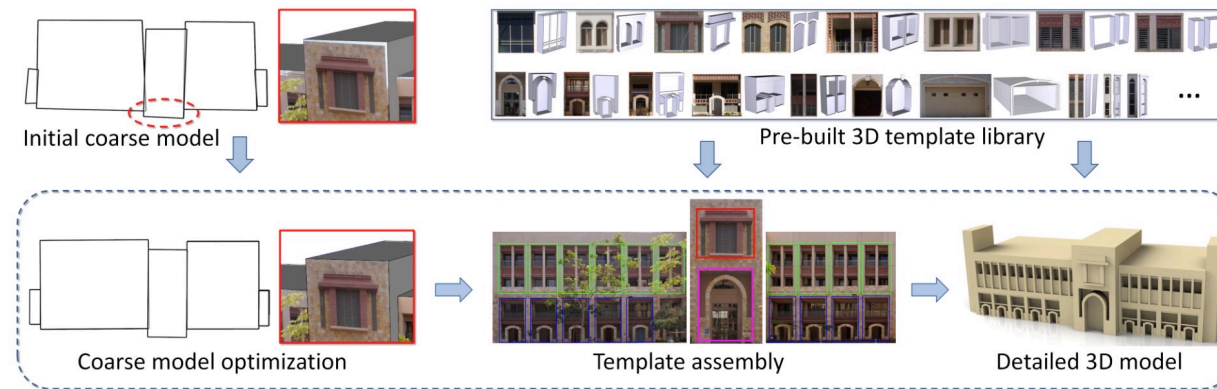 Initial coarse model
Pre-built 3D template library
...
Coarse model optimization
Template assembly
Detailed 3D model